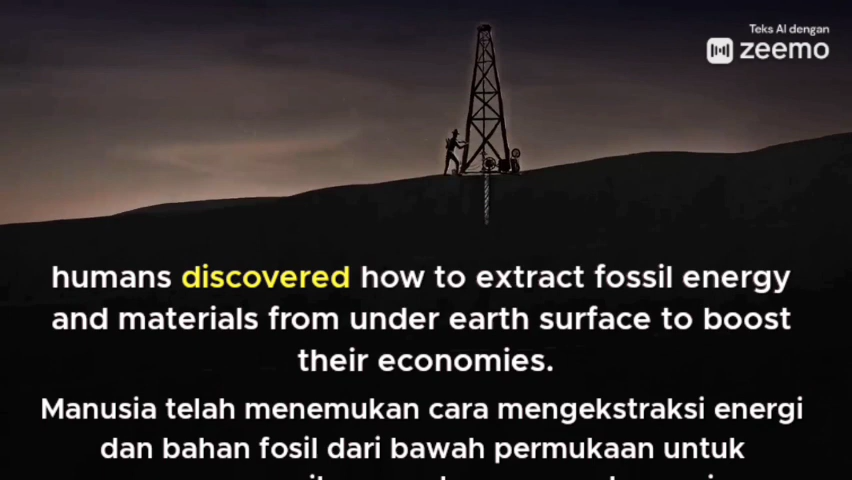 Teks AI dengan
zeemo
humans discovered how to extract fossil energy
and materials from under earth surface to boost
their economies.
Manusia telah menemukan cara mengekstraksi energi
dan bahan fosil dari bawah permukaan untuk